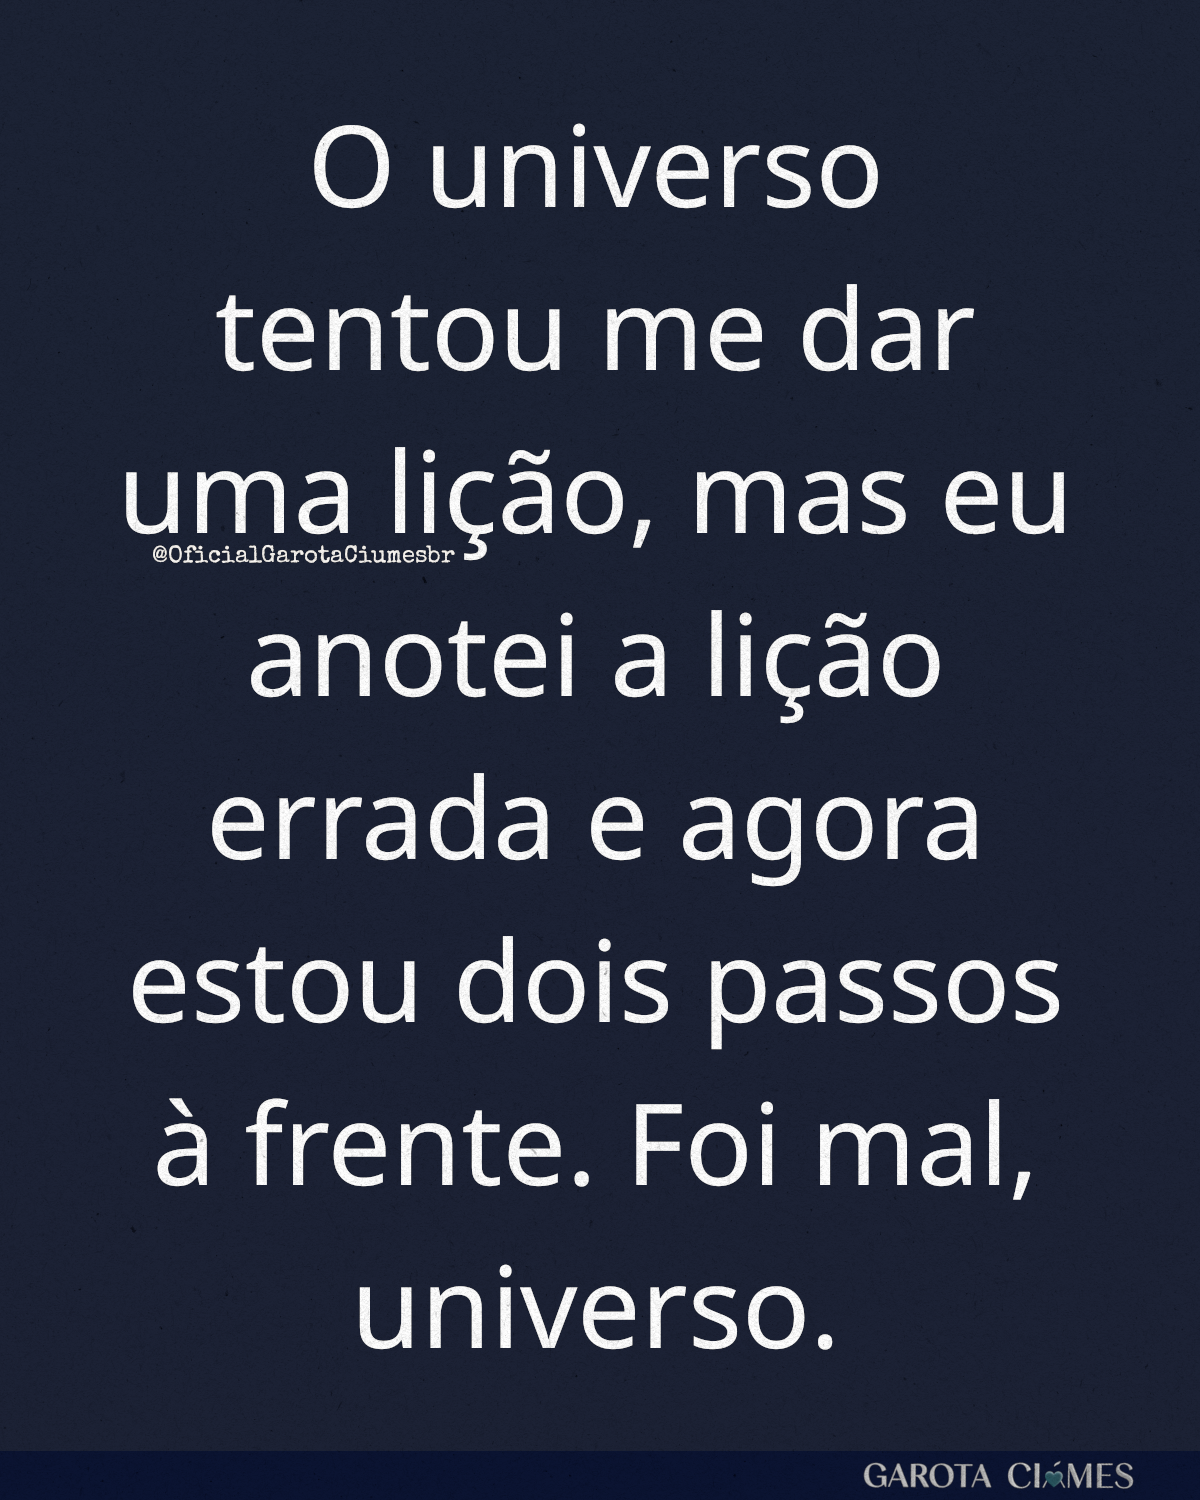 O universo
tentou me dar
uma lição, mas eu
@OficialGarotaCiumesbr
anotei a lição
errada e agora
estou dois passos
à frente. Foi mal,
universo.
GAROTA CIÚMES